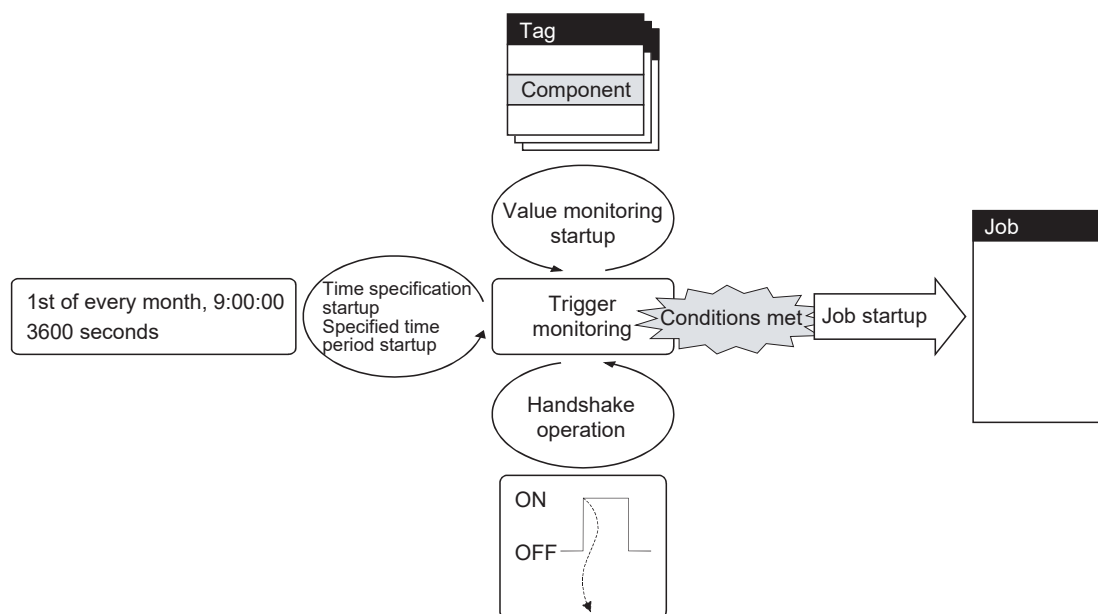 Tag
Component
Value monitoring
startup
Job
1st of every month, 9:00:00
3600 seconds
Time specification
startup
Specified time
period startup
Trigger
monitoring
Conditions met
Job startup
Handshake
operation
ON
OFF